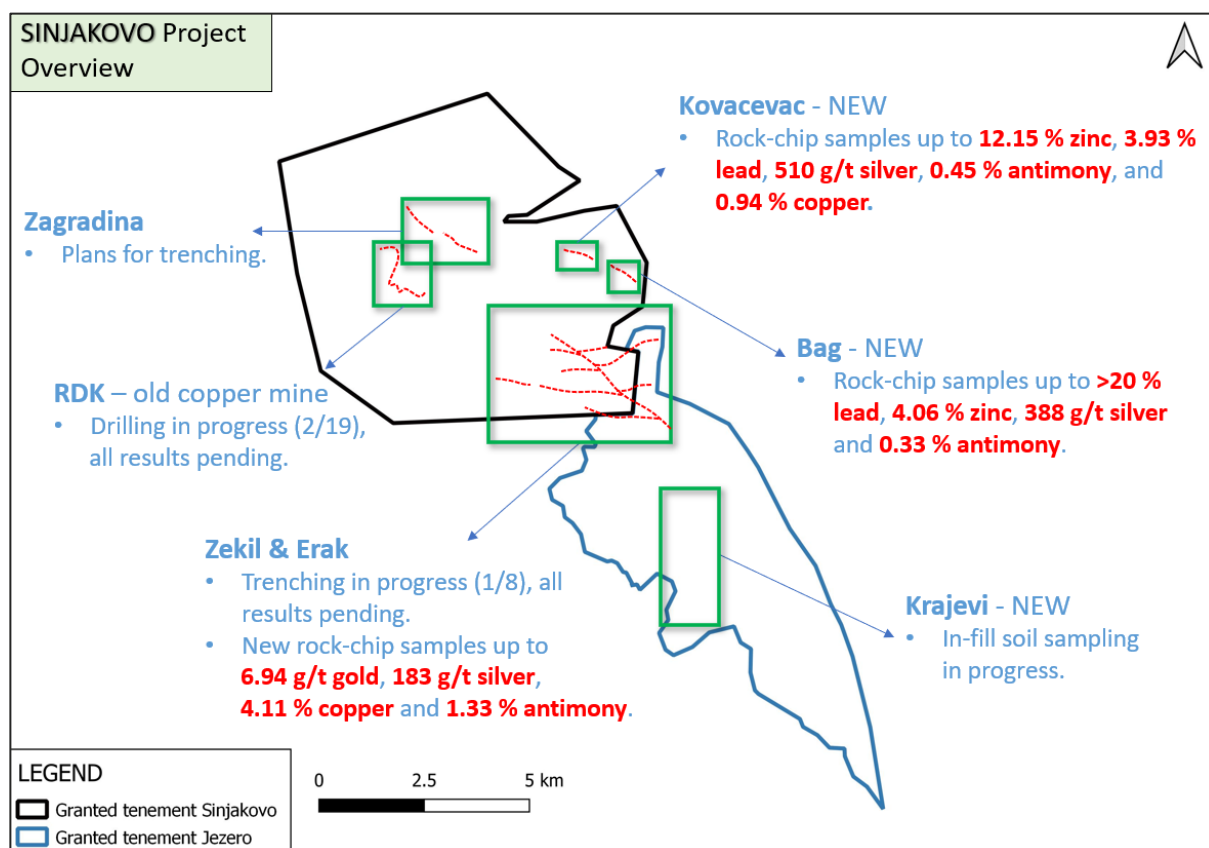 SINJAKOVO Project
Overview
Kovacevac - NEW
• Rock-chip samples up to 12.15 % zinc, 3.93 %
lead, 510 g/t silver, 0.45 % antimony, and
0.94 % copper.
Zagradina
• Plans for trenching.
Bag - NEW
• Rock-chip samples up to >20 %
lead, 4.06 % zinc, 388 g/t silver
and 0.33 % antimony.
RDK – old copper mine
• Drilling in progress (2/19),
all results pending.
Zekil & Erak
• Trenching in progress (1/8), all
results pending.
• New rock-chip samples up to
6.94 g/t gold, 183 g/t silver,
4.11 % copper and 1.33 % antimony.
Krajevi - NEW
• In-fill soil sampling
in progress.
LEGEND
Granted tenement Sinjakovo
Granted tenement Jezero
0 2.5 5 km